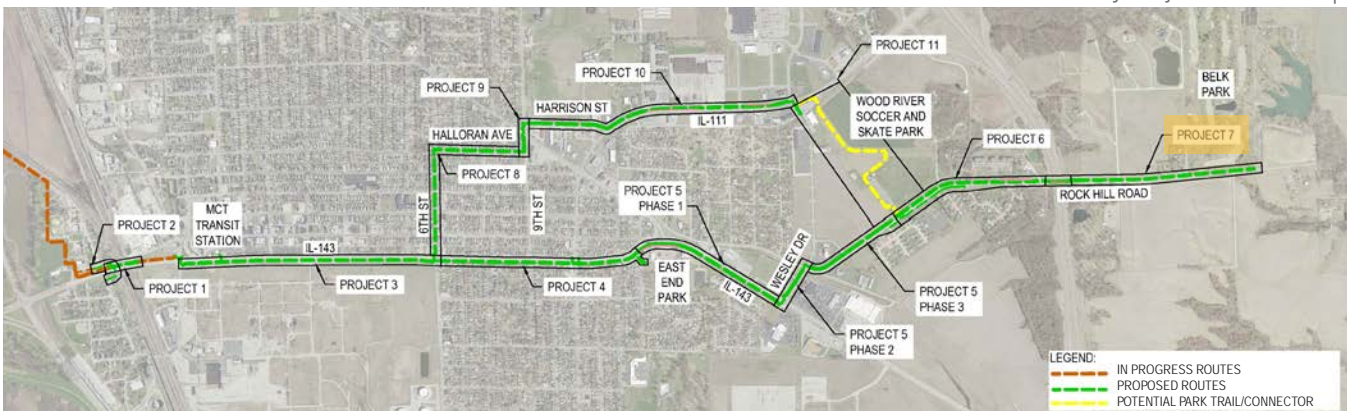 PROJECT 11
PROJECT 10
BELK
PARK
PROJECT 9
HARRISON ST
WOOD RIVER
SOCCER AND
SKATE PARK
IL-111
PROJECT 6
PROJECT 7
HALLORAN AVE
PROJECT 8
ROCK HILL ROAD
PROJECT 5
PHASE 1
6TH ST
9TH ST
MCT
TRANSIT
STATION
PROJECT 2
IL-143
WESLEY DR
PROJECT 1
PROJECT 3
PROJECT 4
EAST
END
PARK
IL-143
PROJECT 5
PHASE 3
PROJECT 5
PHASE 2
LEGEND:
IN PROGRESS ROUTES
PROPOSED ROUTES
POTENTIAL PARK TRAIL/CONNECTOR